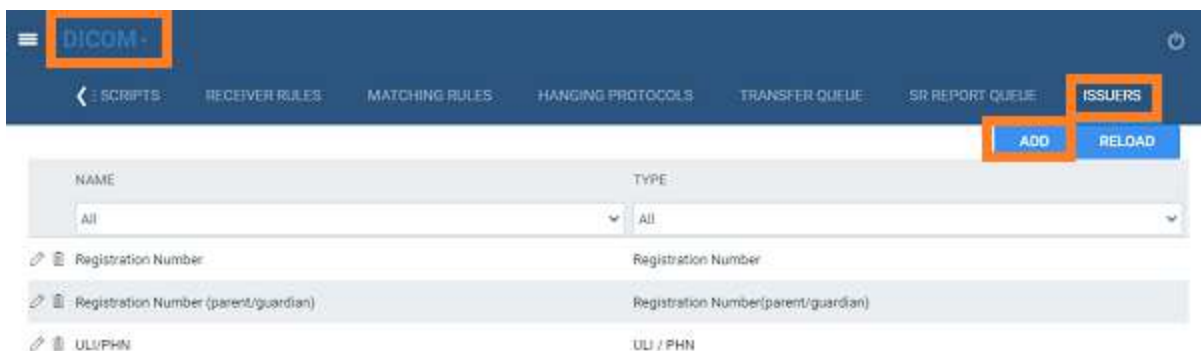 DICOM
SCRIPTS RECEIVER RULES MATCHING RULES HANGING PROTOCOLS TRANSFER QUEUE SR REPORT QUEUE ISSUERS
ADD RELOAD
NAME TYPE
All All
Registration Number Registration Number
Registration Number (parent/guardian) Registration Number(parent/guardian)
ULI/PHN ULI / PHN